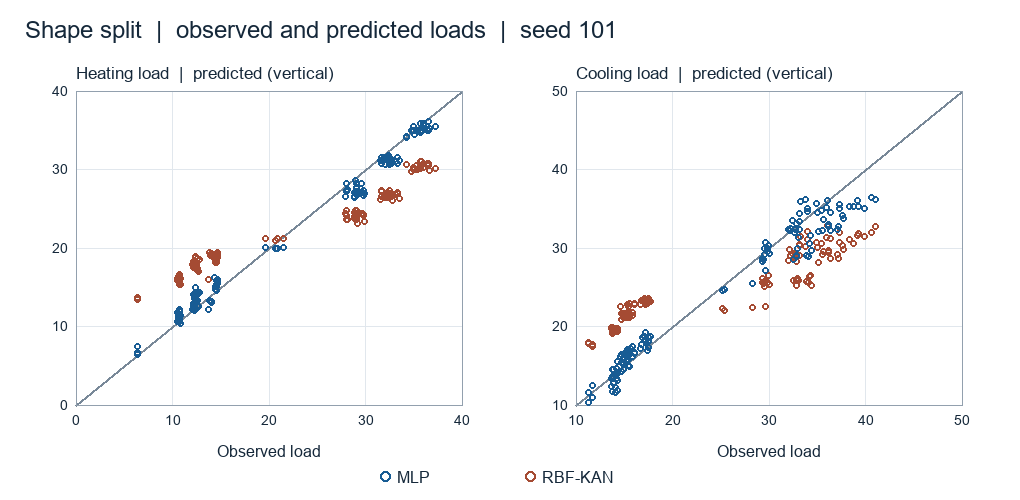 Shape split | observed and predicted loads | seed 101
Heating load | predicted (vertical)
40
30
20
10
0
0 10 20 30 40
Observed load
Cooling load | predicted (vertical)
50
40
30
20
10
10 20 30 40 50
Observed load
MLP RBF-KAN